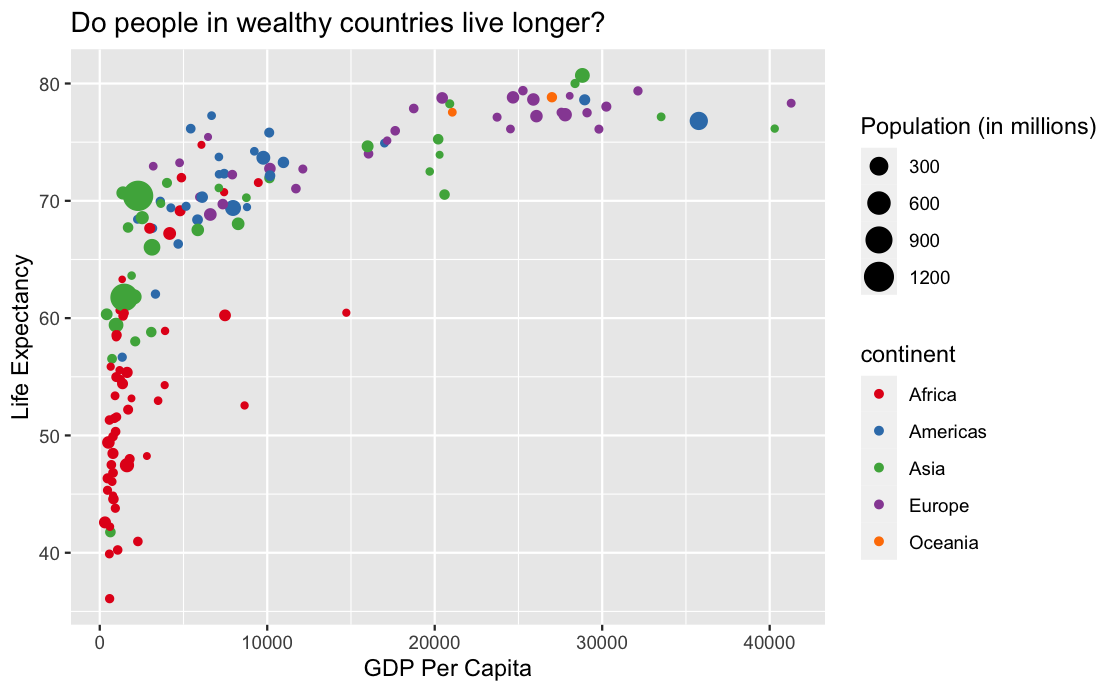 Do people in wealthy countries live longer?
80
70
60
50
40
Life Expectancy
0 10000 20000 30000 40000
GDP Per Capita
Population (in millions)
300
600
900
1200
continent
Africa
Americas
Asia
Europe
Oceania